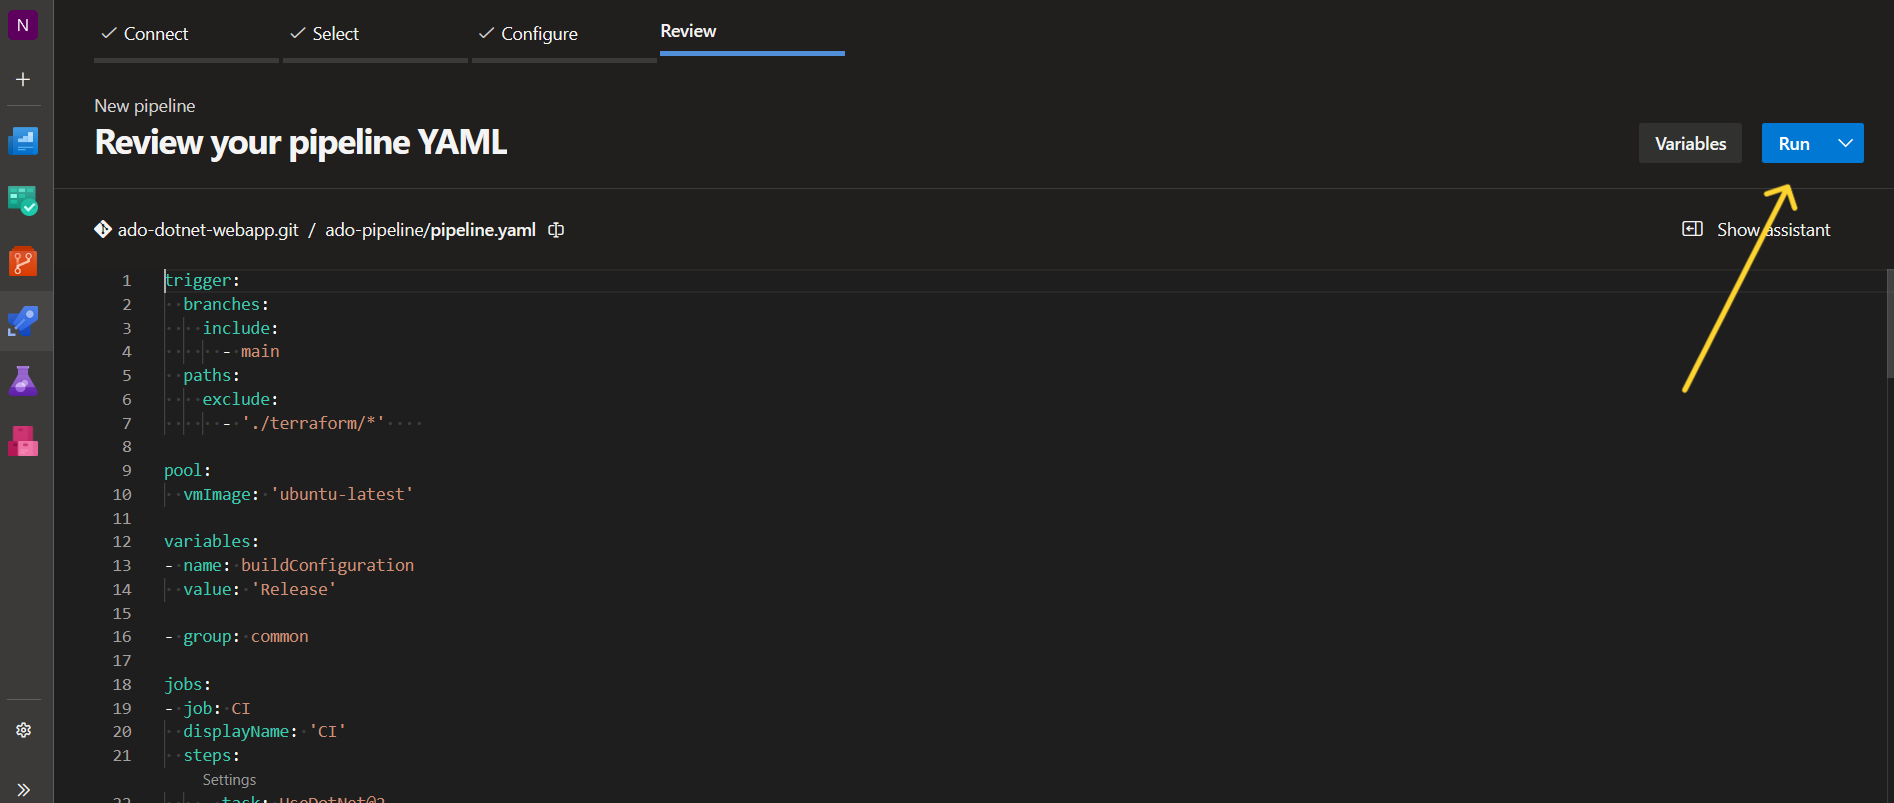 N
Connect
Select
Configure
Review
New pipeline
Review your pipeline YAML
Variables
Run
ado-dotnet-webapp.git / ado-pipeline/pipeline.yaml
Show assistant
1 trigger:
2 branches:
3 include:
4 - main
5 paths:
6 exclude:
7 - './terraform/*'
8
9 pool:
10 vmImage: 'ubuntu-latest'
11
12 variables:
13 - name: buildConfiguration
14 value: 'Release'
15
16 - group: common
17
18 jobs:
19 - job: CI
20 displayName: 'CI'
21 steps:
Settings
22 - task: UseDotNet@2